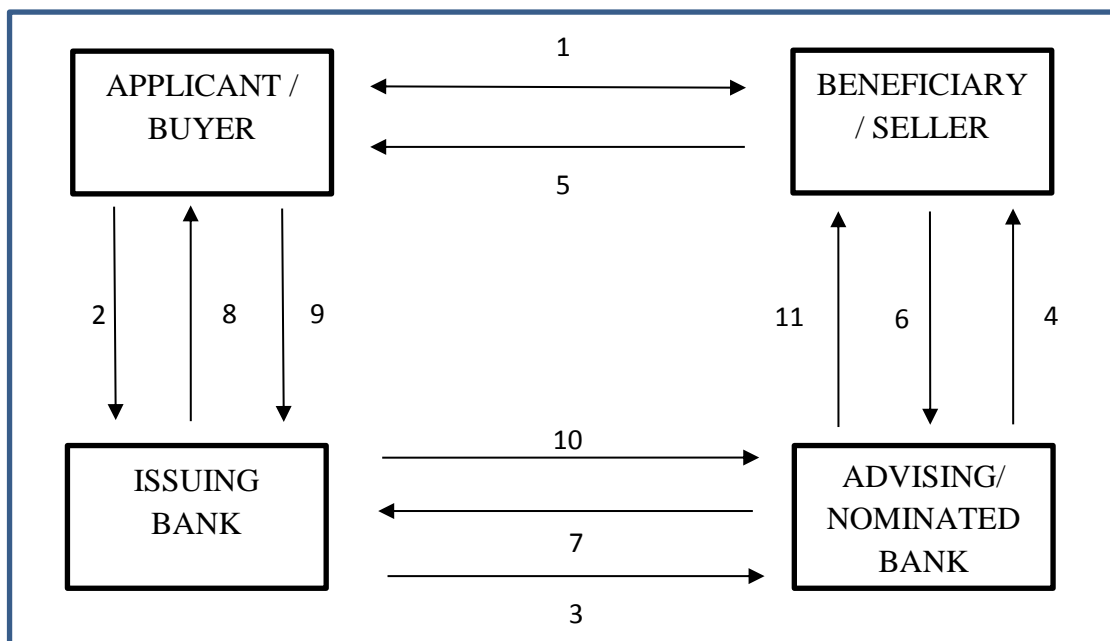 1
APPLICANT /
BUYER
BENEFICIARY
/ SELLER
5
2
8
9
11
6
4
10
ISSUING
BANK
ADVISING/
NOMINATED
BANK
7
3